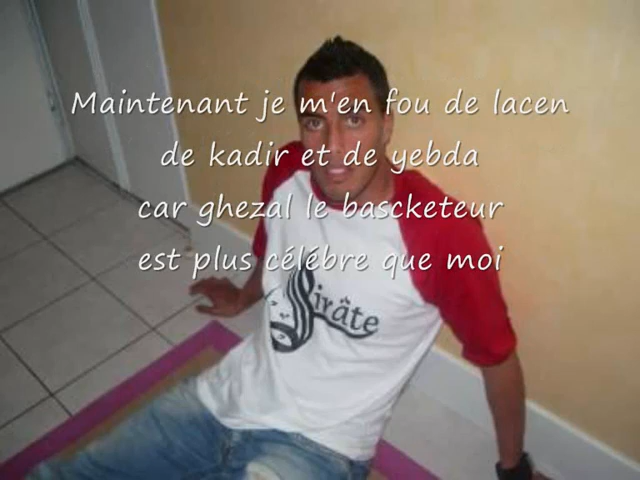 Maintenant je m'en fou de lacen
de kadir et de yebda
car ghezal le bascketeur
est plus célébre que moi
Pirâte